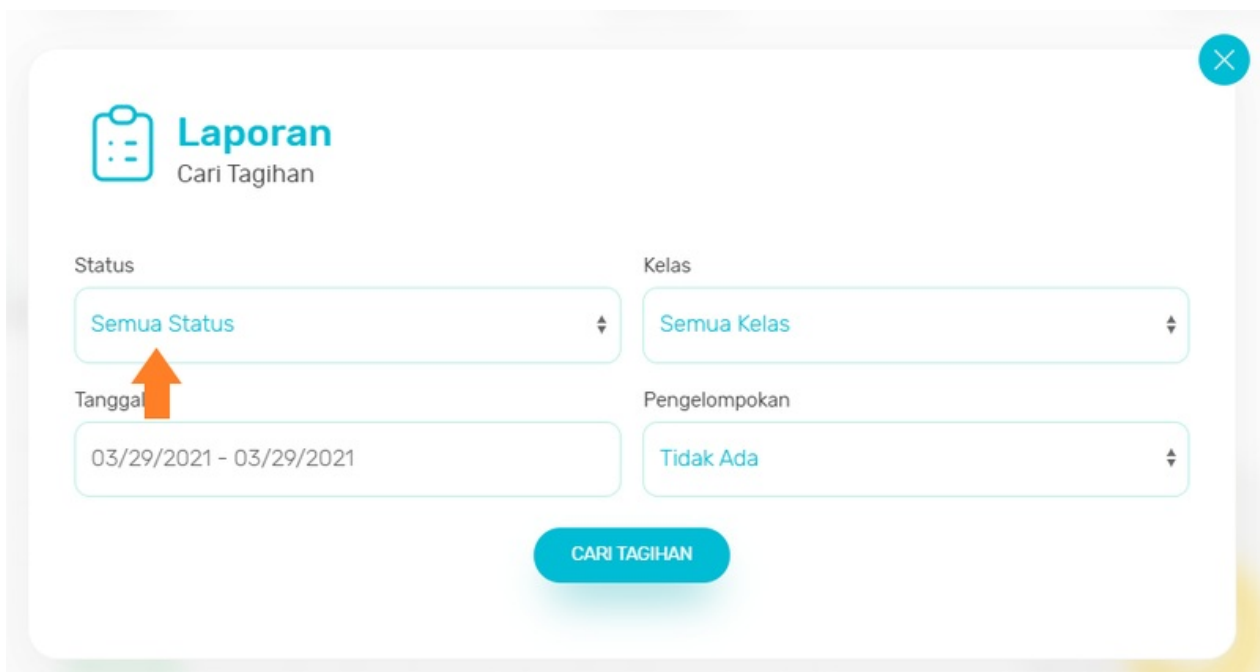 Laporan
Cari Tagihan
Status
Kelas
Semua Status
Semua Kelas
Tanggal
Pengelompokan
03/29/2021 - 03/29/2021
Tidak Ada
CARI TAGIHAN